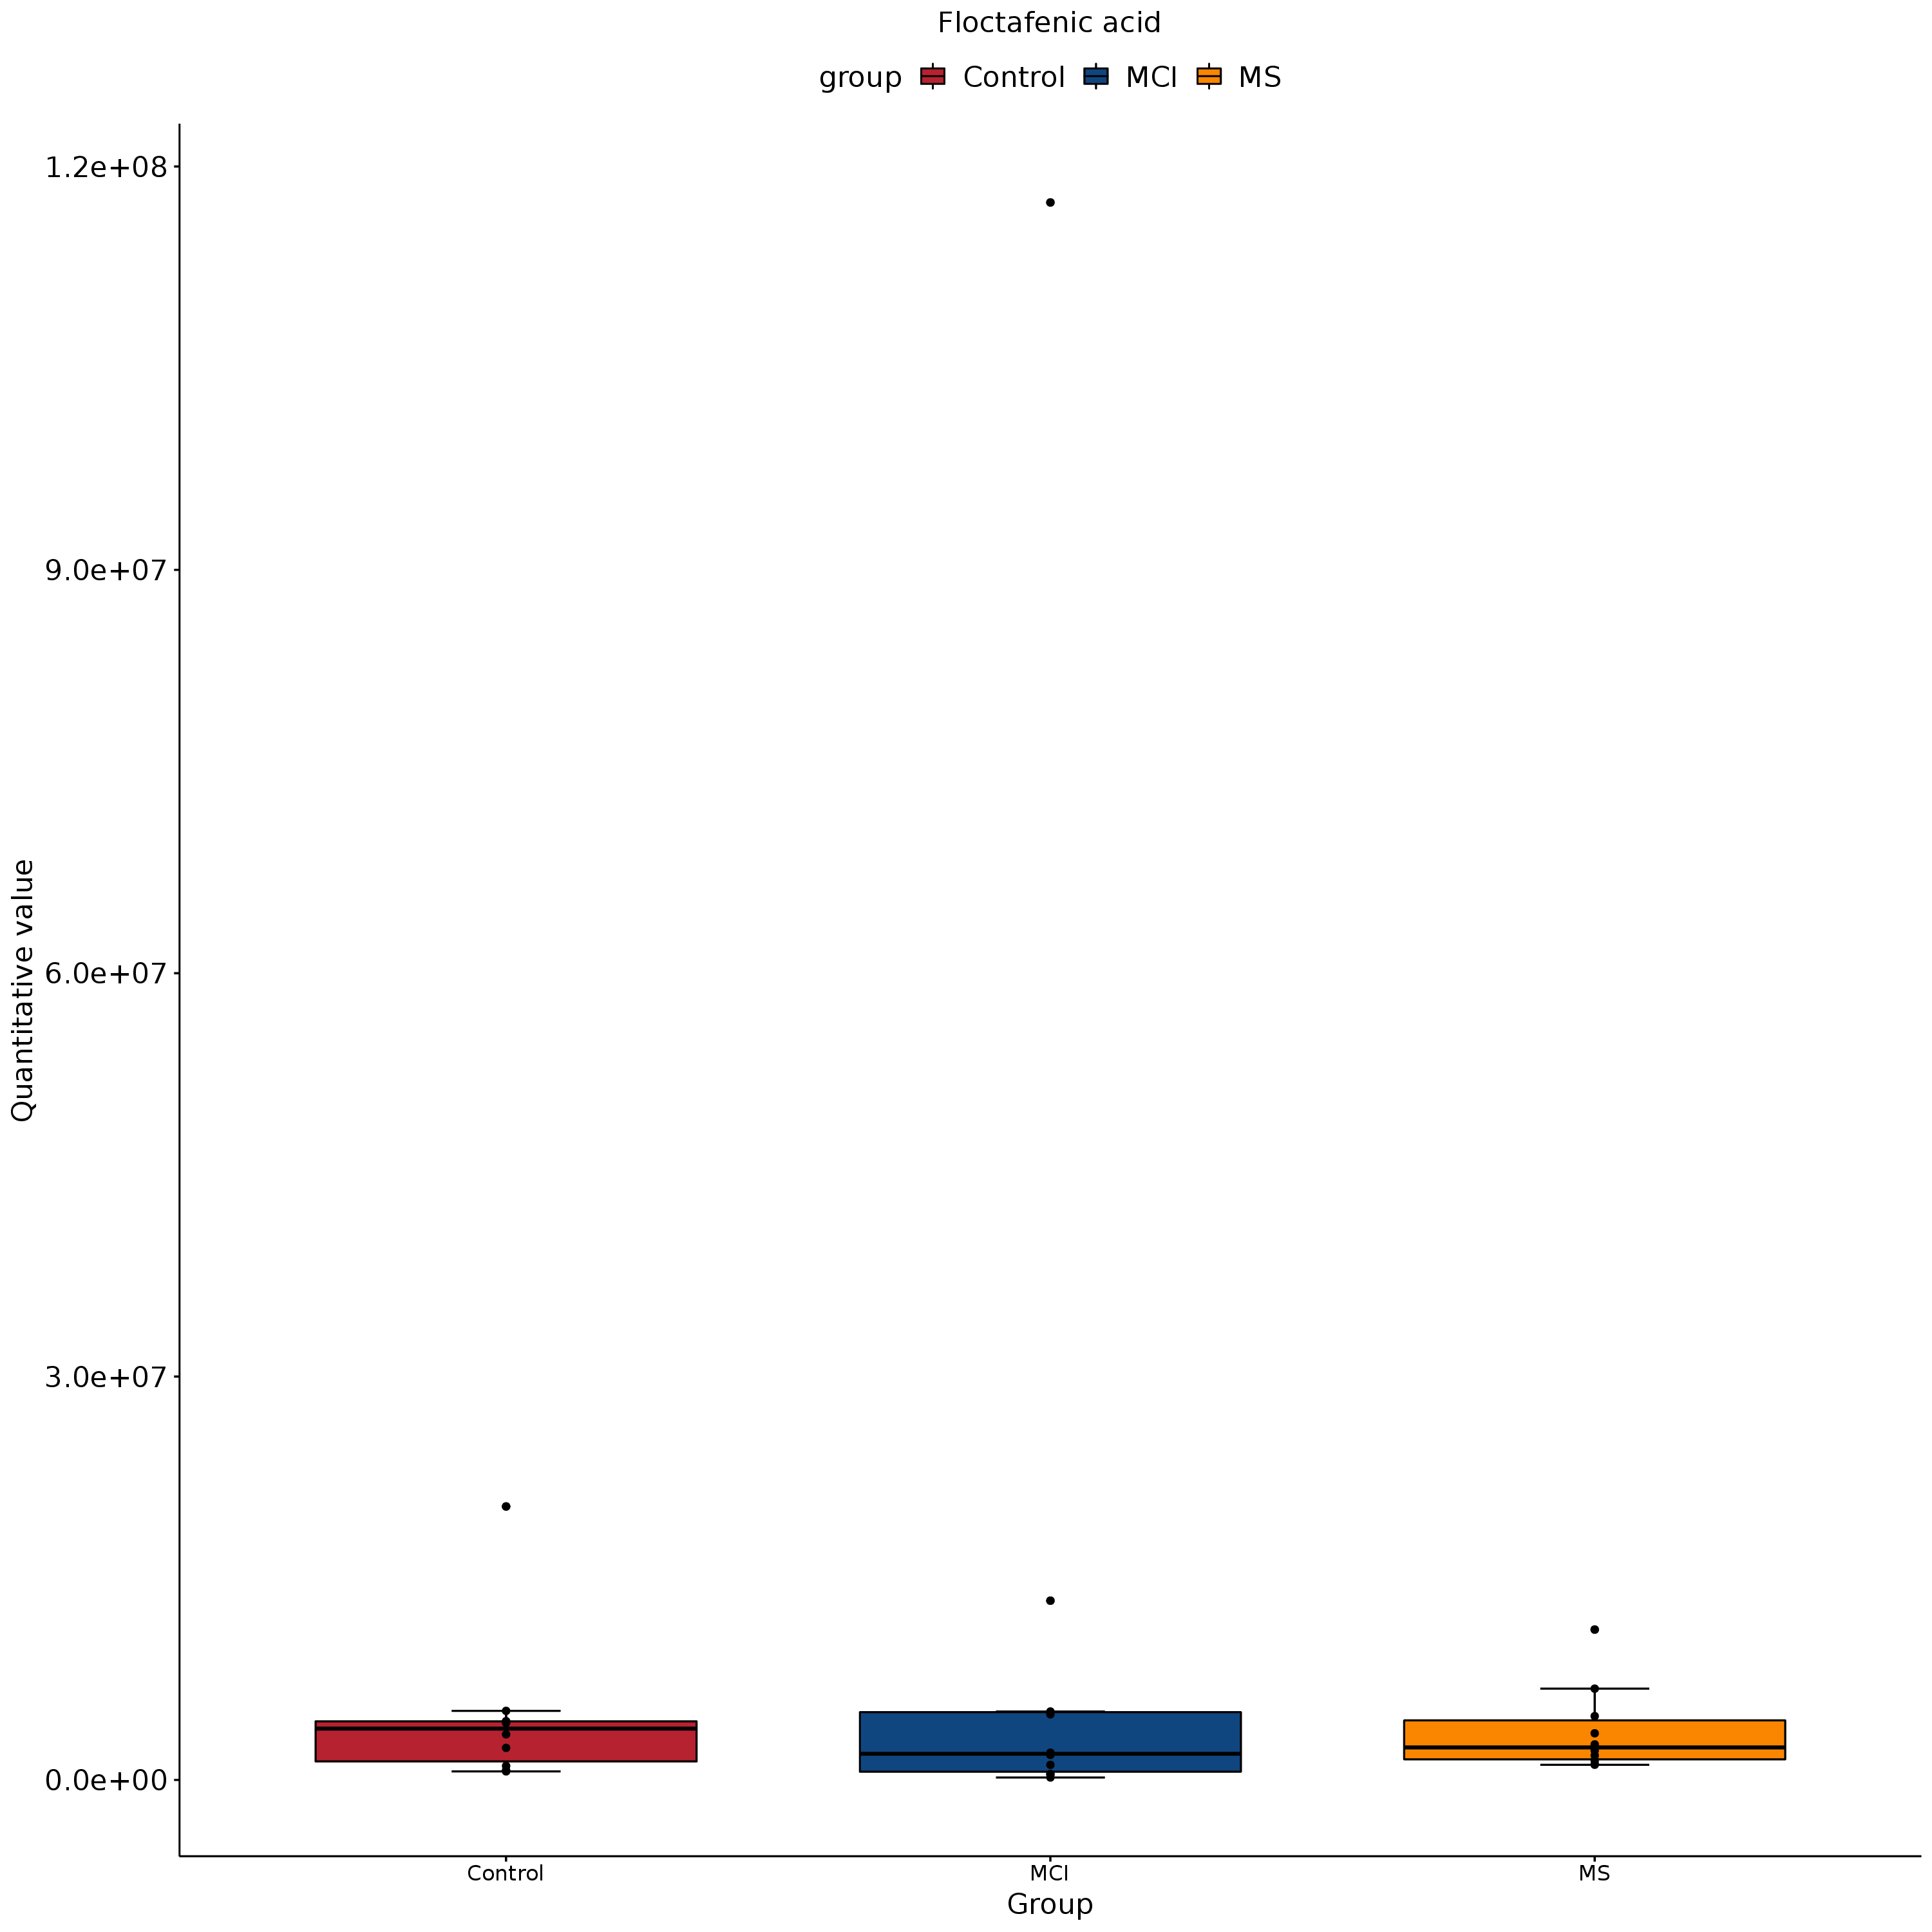 Floctafenic acid
group Control MCI MS
1.2e+08
9.0e+07
6.0e+07
3.0e+07
0.0e+00
Quantitative value
Control MCI MS
Group